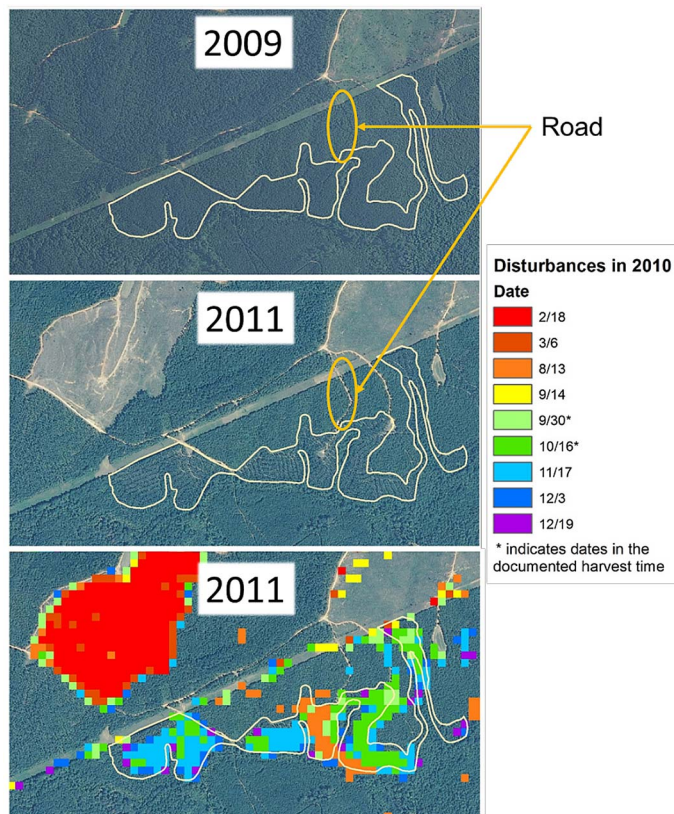 2009
Road
2011
Disturbances in 2010
Date
2/18
3/6
8/13
9/14
9/30*
10/16*
11/17
12/3
12/19
* indicates dates in the
documented harvest time
2011